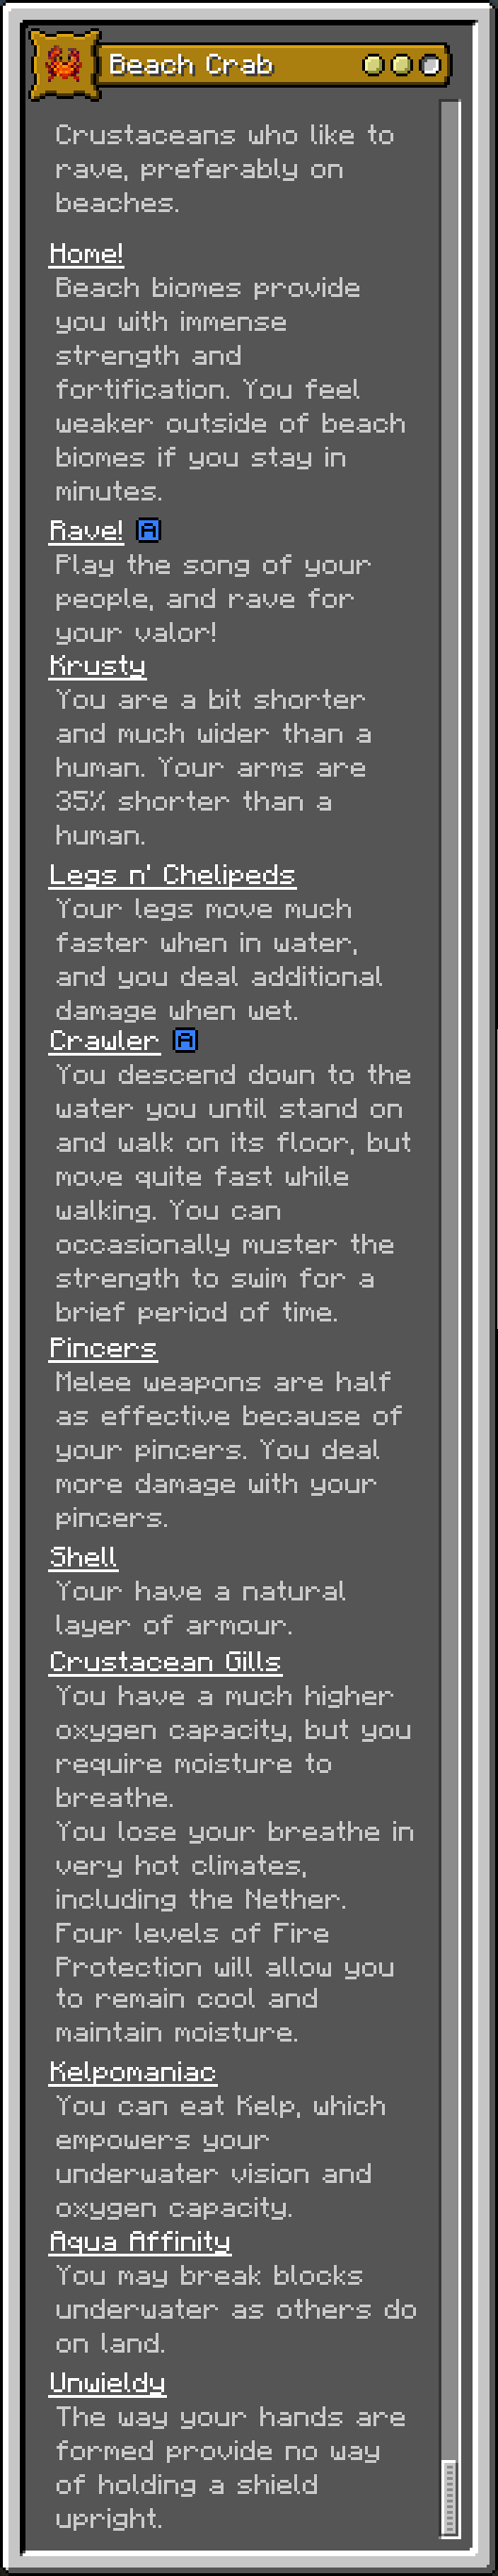 Beach Crab
Crustaceans who like to
rave, preferably on
beaches.
Home!
Beach biomes provide
you with immense
strength and
fortification. You feel
weaker outside of beach
biomes if you stay in
minutes.
Rave! A
Play the song of your
people, and rave for
your valor!
Krusty
You are a bit shorter
and much wider than a
human. Your arms are
35% shorter than a
human.
Legs n' Chelipeds
Your legs move much
faster when in water,
and you deal additional
damage when wet.
Crawler A
You descend down to the
water you until stand on
and walk on its floor, but
move quite fast while
walking. You can
occasionally muster the
strength to swim for a
brief period of time.
Pincers
Melee weapons are half
as effective because of
your pincers. You deal
more damage with your
pincers.
Shell
Your have a natural
layer of armour.
Crustacean Gills
You have a much higher
oxygen capacity, but you
require moisture to
breathe.
You lose your breathe in
very hot climates,
including the Nether.
Four levels of Fire
Protection will allow you
to remain cool and
maintain moisture.
Kelpomaniac
You can eat Kelp, which
empowers your
underwater vision and
oxygen capacity.
Aqua Affinity
You may break blocks
underwater as others do
on land.
Unwieldy
The way your hands are
formed provide no way
of holding a shield
upright.